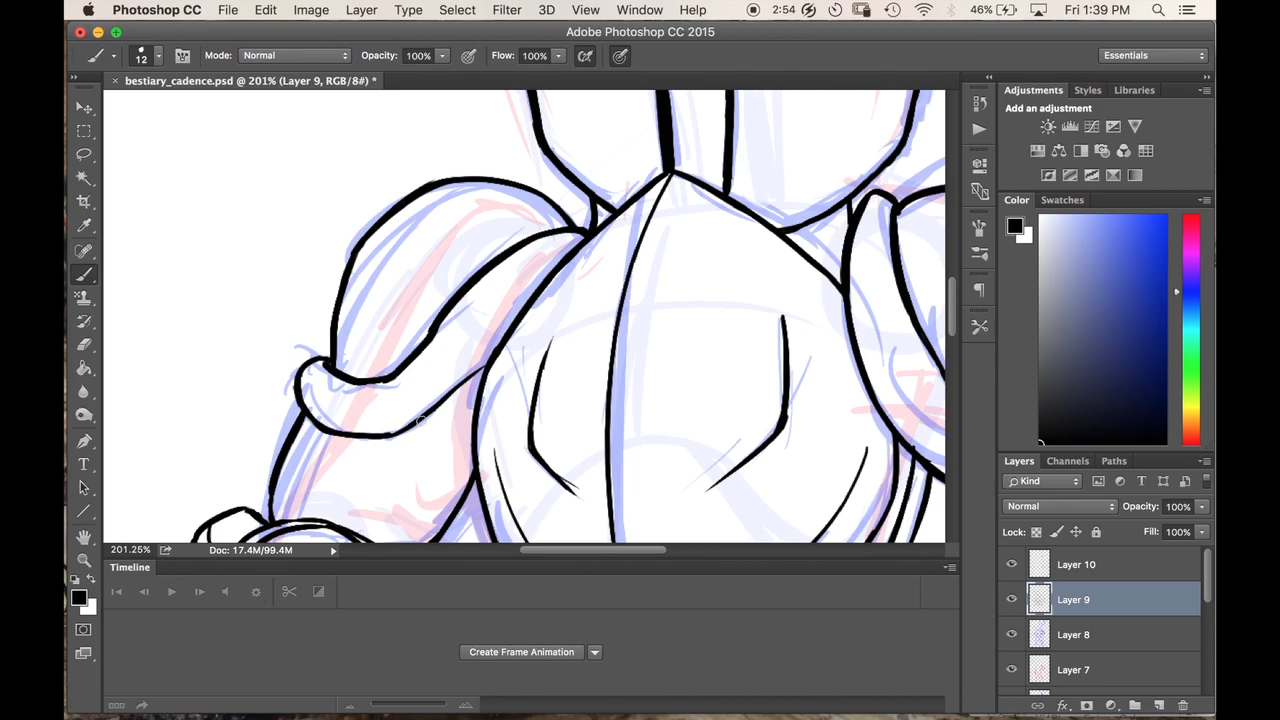 Photoshop CC File Edit Image Layer Type Select Filter 3D View Window Help 2:54 46% Fri 1:39 PM
Adobe Photoshop CC 2015
12 Mode: Normal Opacity: 100% Flow: 100% Essentials
× bestiary_cadence.psd @ 201% (Layer 9, RGB/8#) *
Adjustments Styles Libraries
Add an adjustment
Color Swatches
Layers Channels Paths
Kind
Normal Opacity: 100%
Lock: Fill: 100%
Layer 10
Layer 9
Layer 8
Layer 7
201.25% Doc: 17.4M/99.4M
Timeline
Create Frame Animation